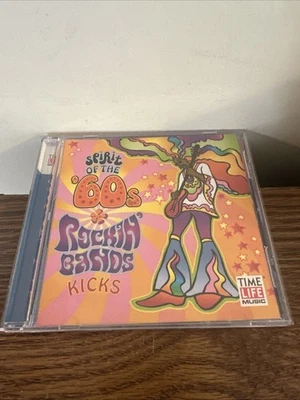 SPIRIT
OF THE
'60s
ROCKIN'
BANDS
KICKS
TIME
LIFE
MUSIC